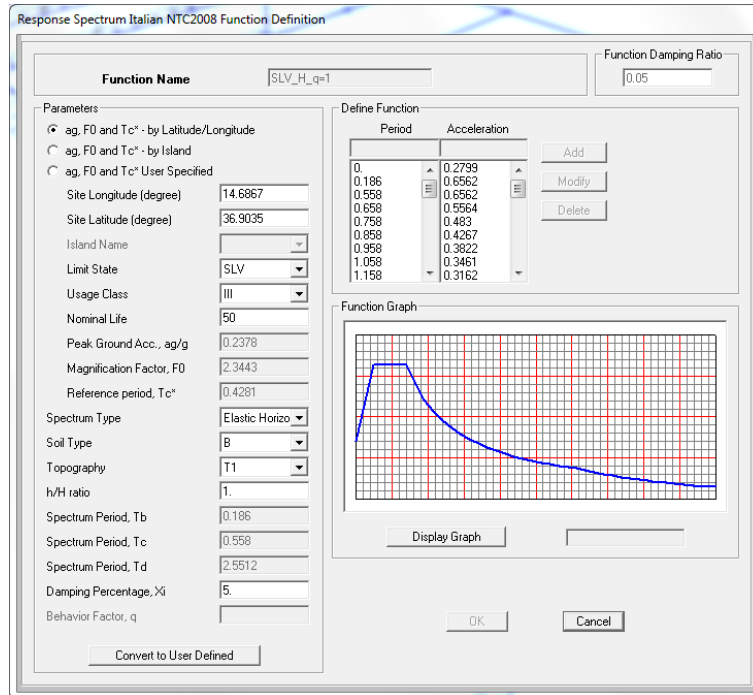 Response Spectrum Italian NTC2008 Function Definition
Function Name
SLV_H_q=1
Function Damping Ratio
0.05
Parameters
ag, F0 and Tc* - by Latitude/Longitude
ag, F0 and Tc* - by Island
ag, F0 and Tc* User Specified
Site Longitude (degree) 14.6867
Site Latitude (degree) 36.9035
Island Name
Limit State SLV
Usage Class III
Nominal Life 50
Peak Ground Acc., ag/g 0.2378
Magnification Factor, F0 2.3443
Reference period, Tc* 0.4281
Spectrum Type Elastic Horizo
Soil Type B
Topography T1
h/H ratio 1.
Spectrum Period, Tb 0.186
Spectrum Period, Tc 0.558
Spectrum Period, Td 2.5512
Damping Percentage, Xi 5.
Behavior Factor, q
Convert to User Defined
Define Function
Period Acceleration
0. 0.2799
0.186 0.6562
0.558 0.6562
0.658 0.5564
0.758 0.483
0.858 0.4267
0.958 0.3822
1.058 0.3461
1.158 0.3162
Add
Modify
Delete
Function Graph
Display Graph
OK
Cancel